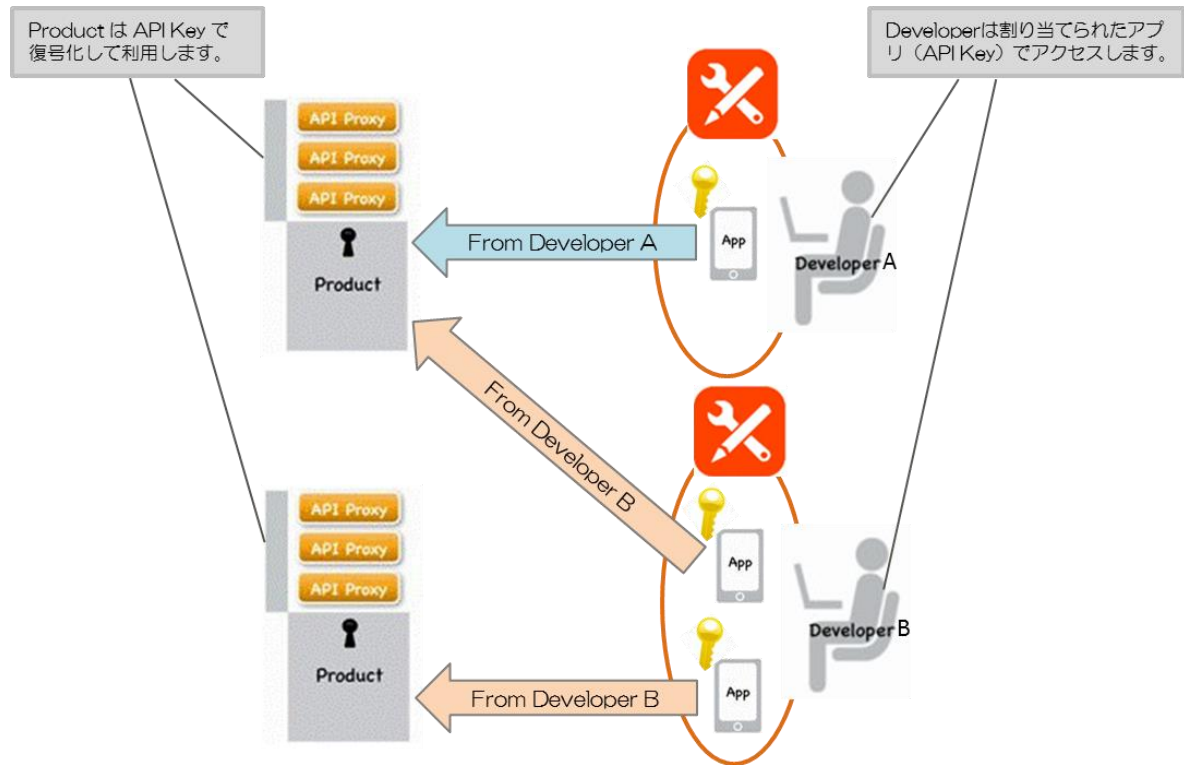 Product は API Key で
復号化して利用します。
Developerは割り当てられたアプ
リ（API Key）でアクセスします。
API Proxy
API Proxy
API Proxy
Product
From Developer A
App
Developer A
From Developer B
API Proxy
API Proxy
API Proxy
Product
App
Developer B
From Developer B
App